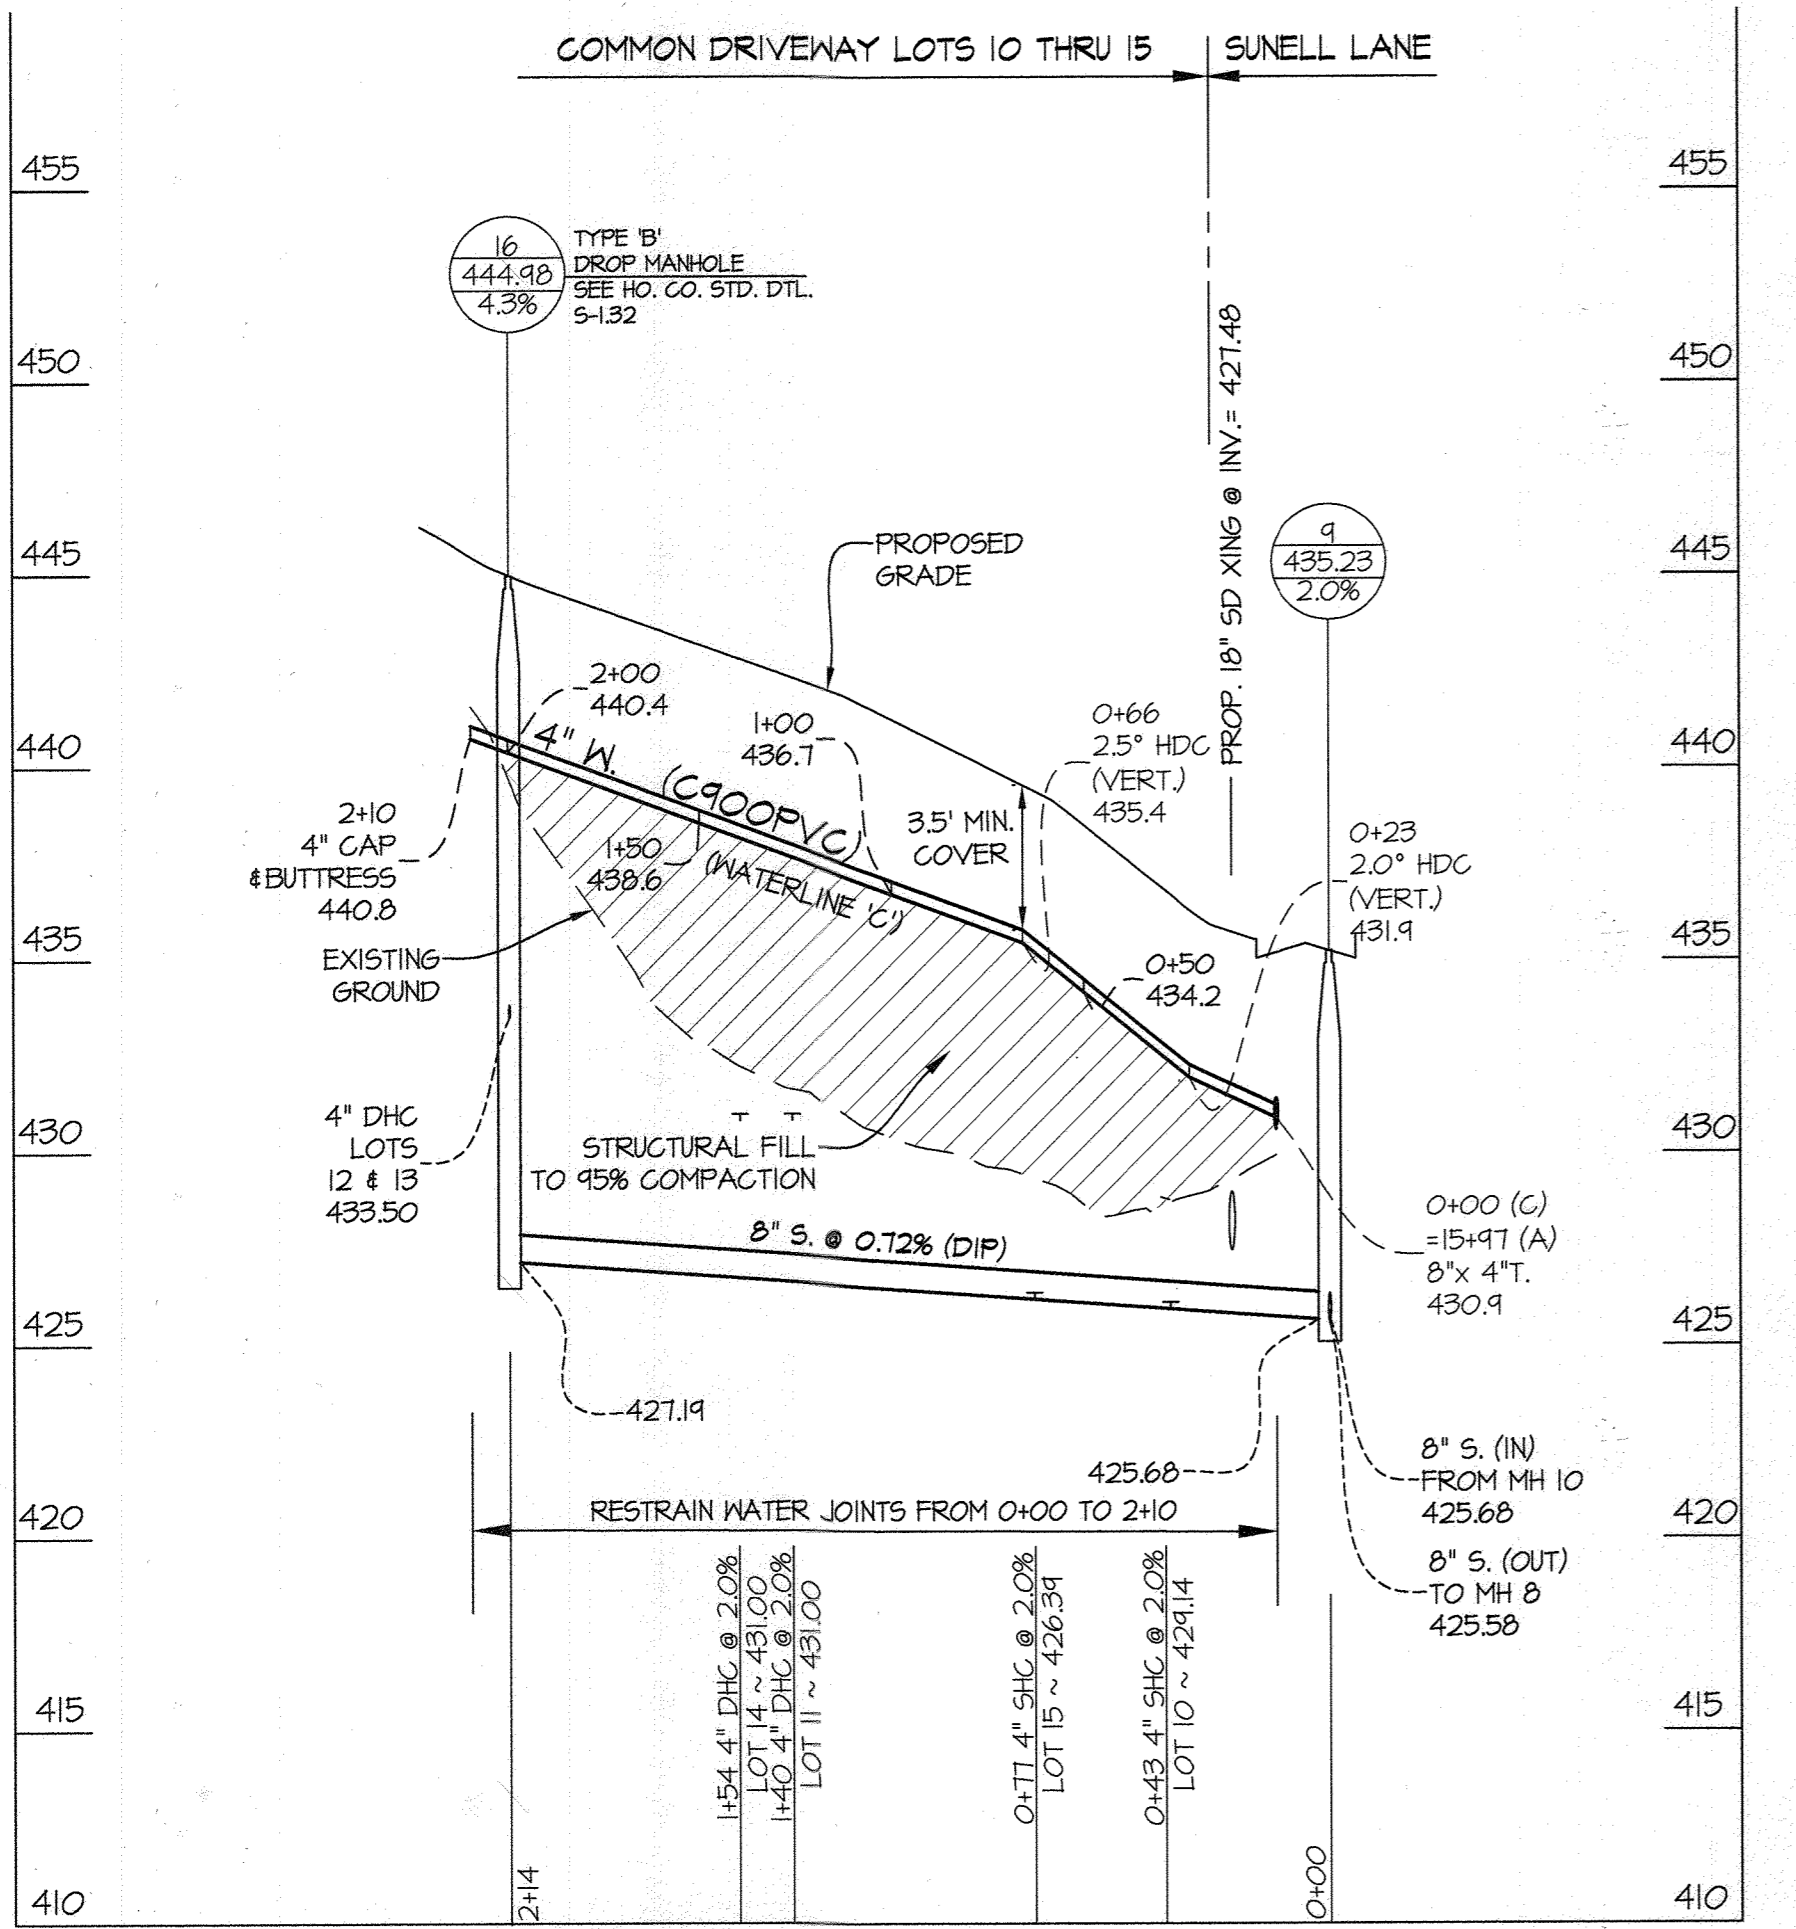 COMMON DRIVEWAY LOTS 10 THRU 15
SUNELL LANE
455
455
16
444.98
4.3%
TYPE 'B'
DROP MANHOLE
SEE HO. CO. STD. DTL.
S-1.32
450
450
PROP. 18" SD XING @ INV.= 427.48
9
435.23
2.0%
445
445
PROPOSED
GRADE
2+00
440.4
1+00
436.7
0+66
2.5° HDC
(VERT.)
435.4
440
440
4" W. (C900PVC)
(WATERLINE 'C')
3.5' MIN.
COVER
2+10
4" CAP
&BUTTRESS
440.8
1+50
438.6
0+23
2.0° HDC
(VERT.)
431.9
435
435
EXISTING
GROUND
0+50
434.2
4" DHC
LOTS
12 & 13
433.50
430
430
STRUCTURAL FILL
TO 95% COMPACTION
0+00 (C)
=15+97 (A)
8"x 4"T.
430.9
8" S. @ 0.72% (DIP)
425
425
427.19
425.68
8" S. (IN)
FROM MH 10
425.68
RESTRAIN WATER JOINTS FROM 0+00 TO 2+10
420
420
8" S. (OUT)
TO MH 8
425.58
1+54 4" DHC @ 2.0%
LOT 14 ~ 431.00
1+40 4" DHC @ 2.0%
LOT 11 ~ 431.00
0+77 4" SHC @ 2.0%
LOT 15 ~ 426.39
0+43 4" SHC @ 2.0%
LOT 10 ~ 429.14
415
415
2+14
0+00
410
410